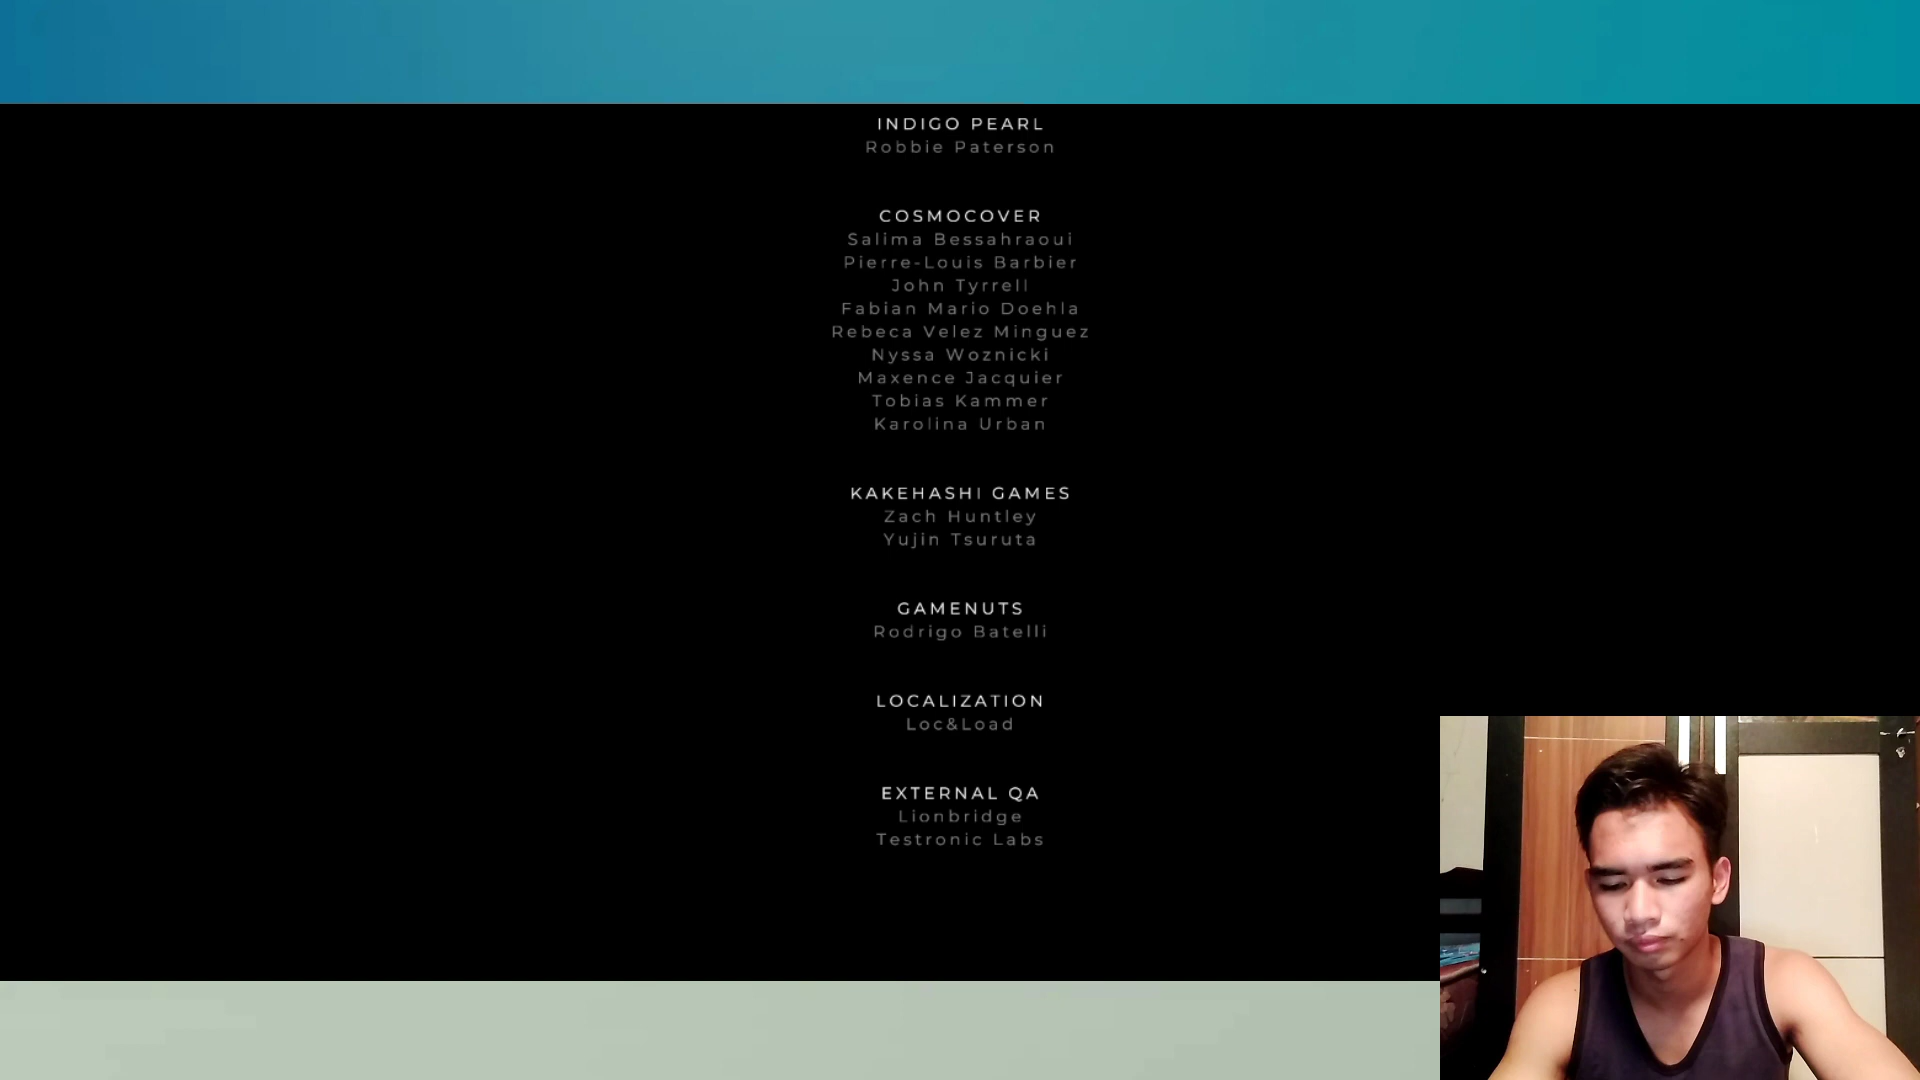 INDIGO PEARL
Robbie Paterson
COSMOCOVER
Salima Bessahraoui
Pierre-Louis Barbier
John Tyrrell
Fabian Mario Doehla
Rebeca Velez Minguez
Nyssa Woznicki
Maxence Jacquier
Tobias Kammer
Karolina Urban
KAKEHASHI GAMES
Zach Huntley
Yujin Tsuruta
GAMENUTS
Rodrigo Batelli
LOCALIZATION
Loc&Load
EXTERNAL QA
Lionbridge
Testronic Labs